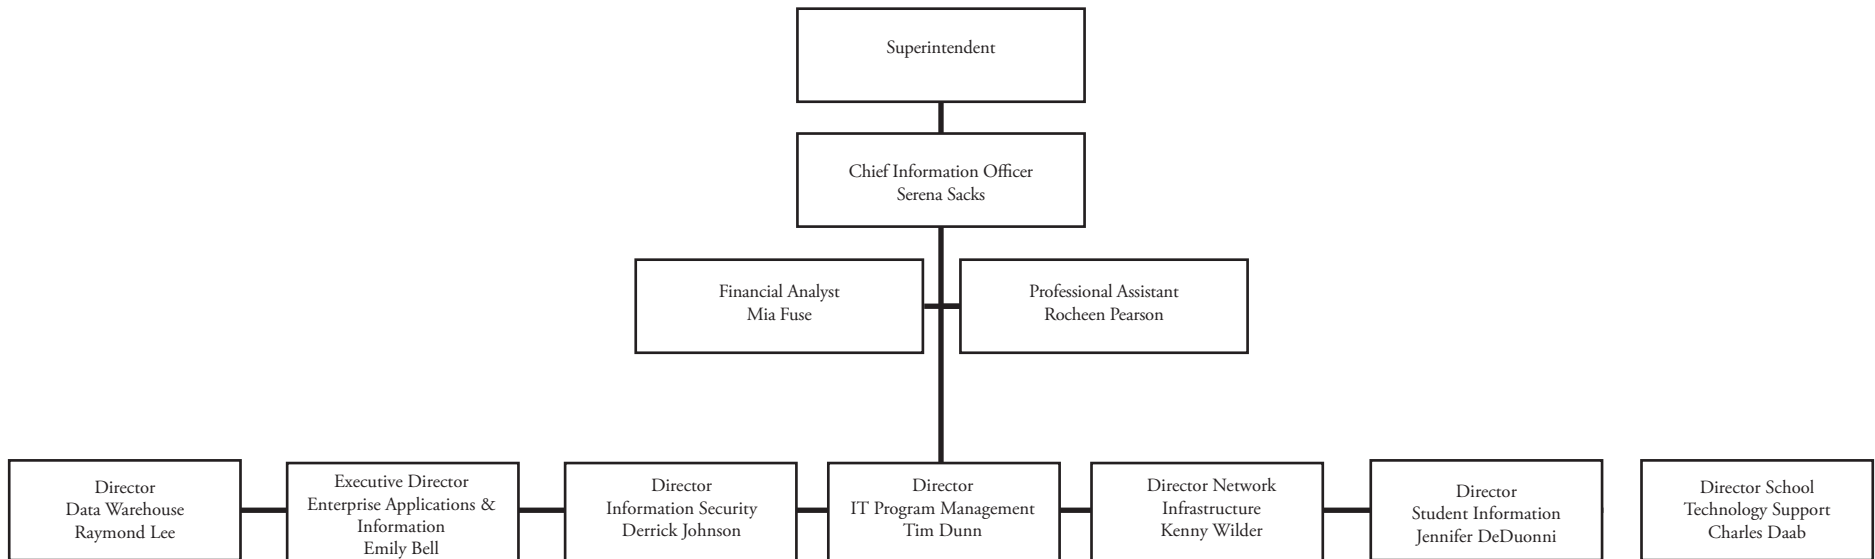 Superintendent
Chief Information Officer
Serena Sacks
Financial Analyst
Mia Fuse
Professional Assistant
Rocheen Pearson
Director
Data Warehouse
Raymond Lee
Executive Director
Enterprise Applications &
Information
Emily Bell
Director
Information Security
Derrick Johnson
Director
IT Program Management
Tim Dunn
Director Network
Infrastructure
Kenny Wilder
Director
Student Information
Jennifer DeDuonni
Director School
Technology Support
Charles Daab